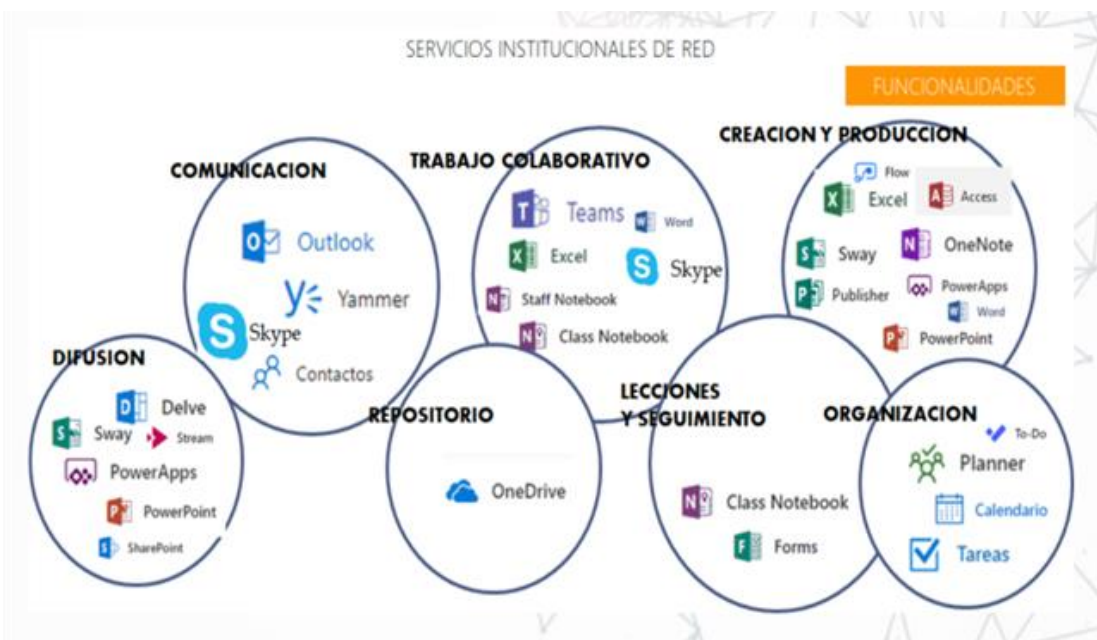 SERVICIOS INSTITUCIONALES DE RED
FUNCIONALIDADES
COMUNICACION
Outlook
Yammer
Skype
Contactos
TRABAJO COLABORATIVO
Teams
Word
Excel
Skype
Staff Notebook
Class Notebook
CREACION Y PRODUCCION
Flow
Excel
Access
Sway
OneNote
Publisher
PowerApps
Word
PowerPoint
DIFUSION
Delve
Sway
Stream
PowerApps
PowerPoint
SharePoint
REPOSITORIO
OneDrive
LECCIONES
Y SEGUIMIENTO
Class Notebook
Forms
ORGANIZACION
To-Do
Planner
Calendario
Tareas